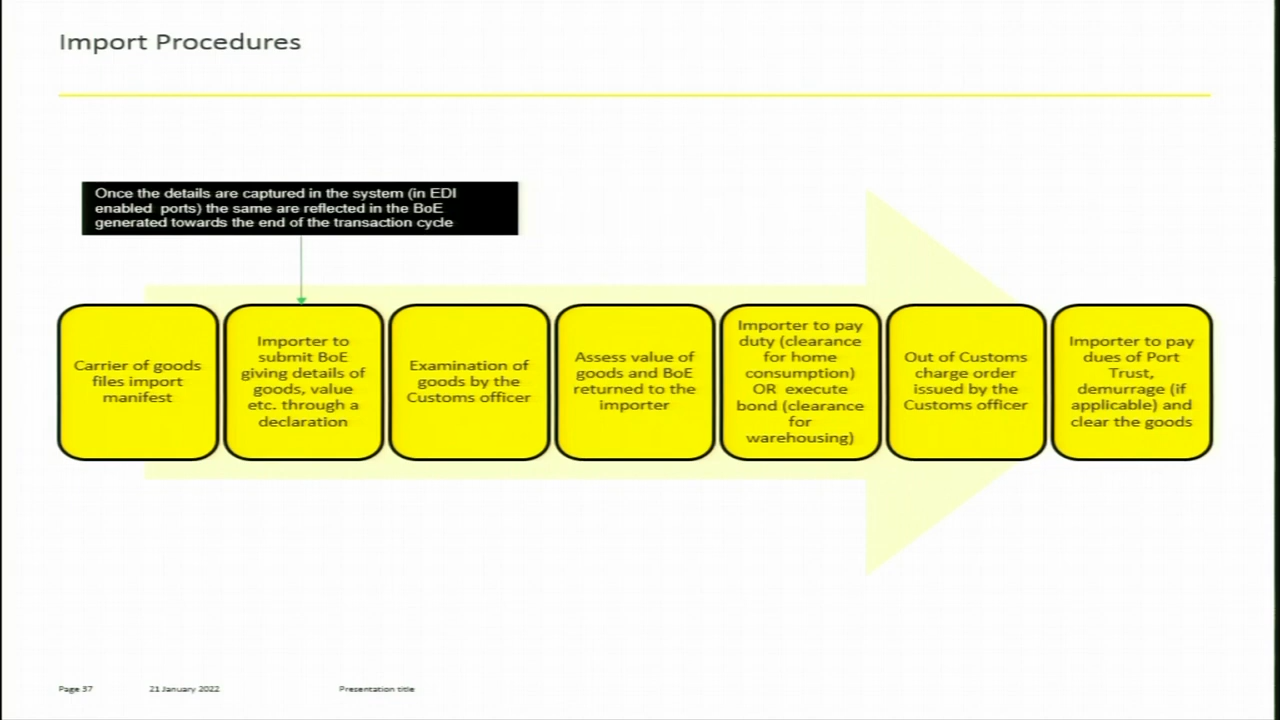 Import Procedures
Once the details are captured in the system (in EDI
enabled ports) the same are reflected in the BoE
generated towards the end of the transaction cycle
Carrier of goods
files import
manifest
Importer to
submit BoE
giving details of
goods, value
etc. through a
declaration
Examination of
goods by the
Customs officer
Assess value of
goods and BoE
returned to the
importer
Importer to pay
duty (clearance
for home
consumption)
OR execute
bond (clearance
for
warehousing)
Out of Customs
charge order
issued by the
Customs officer
Importer to pay
dues of Port
Trust,
demurrage (if
applicable) and
clear the goods
Page 37
21 January 2022
Presentation title